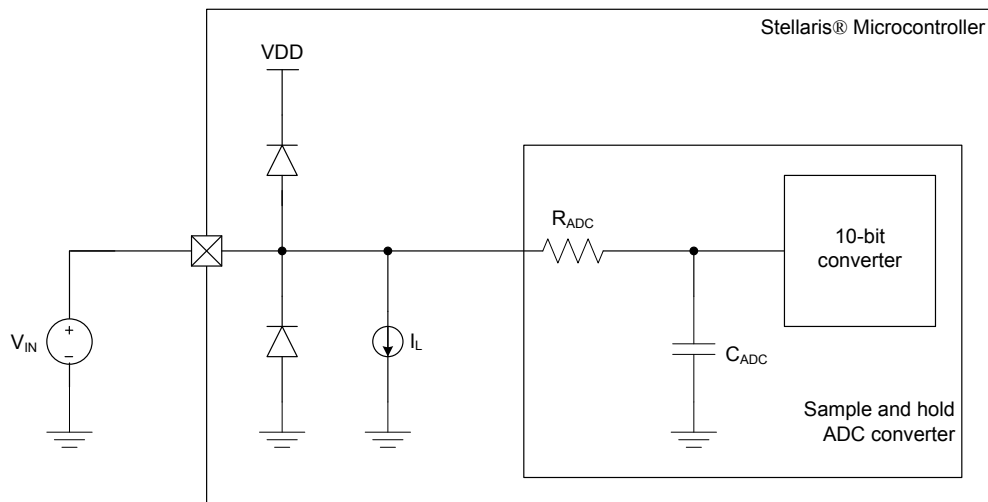 Stellaris® Microcontroller
VDD
R_ADC
10-bit
converter
V_IN
+
−
I_L
C_ADC
Sample and hold
ADC converter